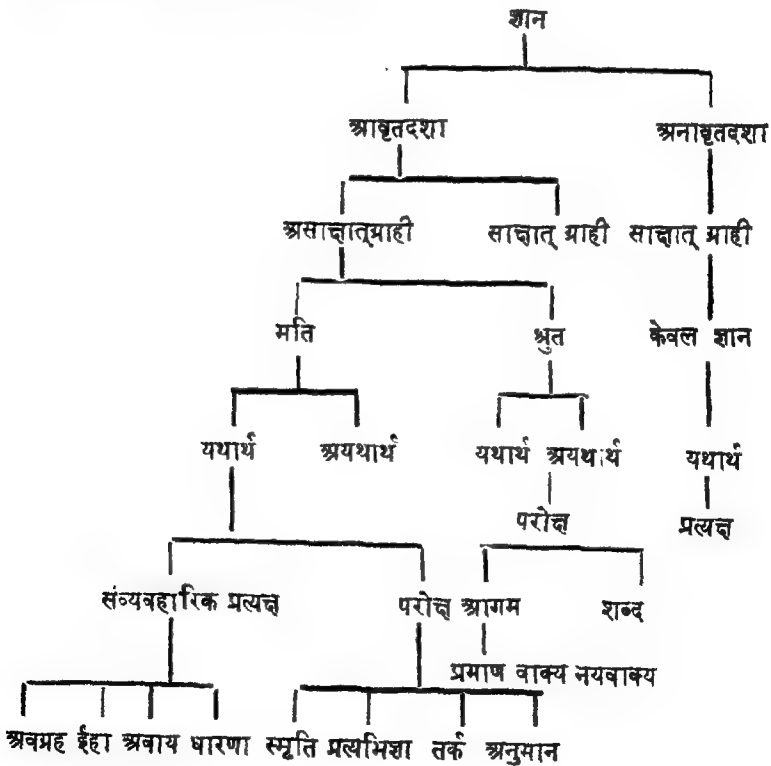 ज्ञान
आवृतदशा अनावृतदशा
असाक्षात्ग्राही साक्षात् ग्राही साक्षात् ग्राही
मति श्रुत केवल ज्ञान
यथार्थ अयथार्थ यथार्थ अयथार्थ यथार्थ
परोक्ष प्रत्यक्ष
संव्यवहारिक प्रत्यक्ष परोक्ष आगम शब्द
प्रमाण वाक्य नयवाक्य
अवग्रह ईहा अवाय धारणा स्मृति प्रत्यभिज्ञा तर्क अनुमान